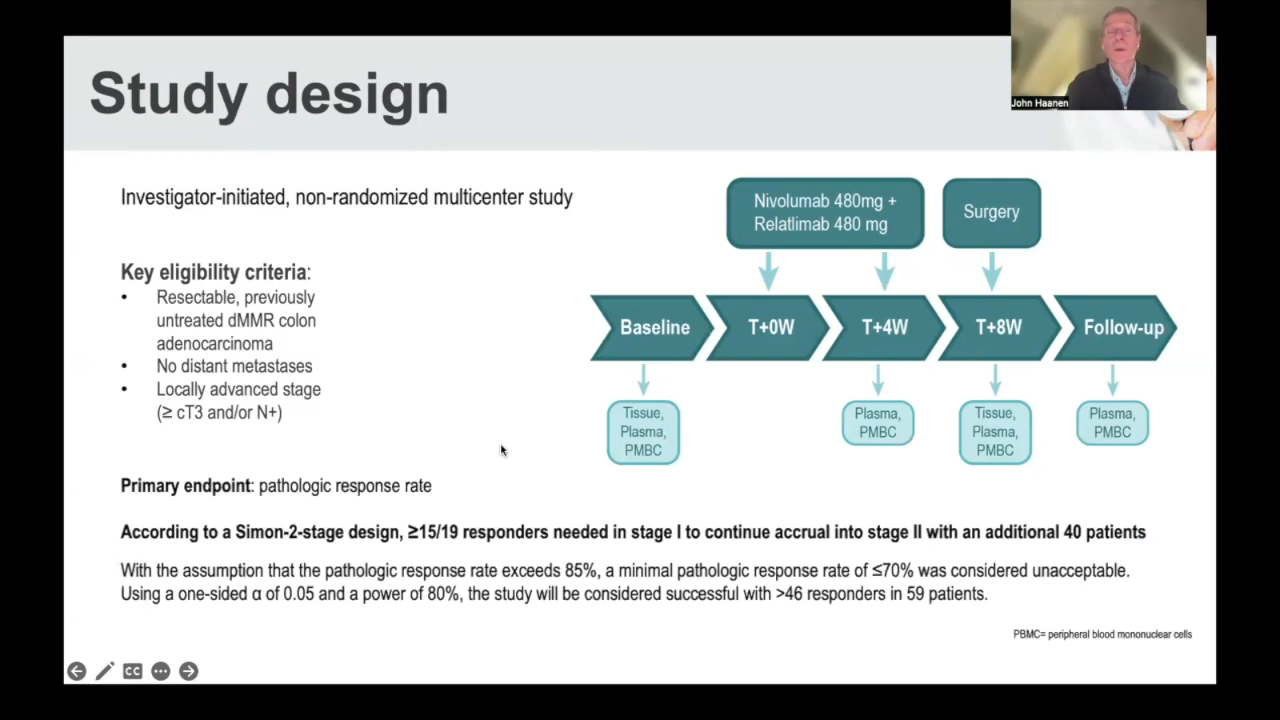 John Haanen
Study design
Investigator-initiated, non-randomized multicenter study
Key eligibility criteria:
• Resectable, previously
untreated dMMR colon
adenocarcinoma
• No distant metastases
• Locally advanced stage
(≥ cT3 and/or N+)
Nivolumab 480mg +
Relatlimab 480 mg
Surgery
Baseline
T+0W
T+4W
T+8W
Follow-up
Tissue,
Plasma,
PMBC
Plasma,
PMBC
Tissue,
Plasma,
PMBC
Plasma,
PMBC
Primary endpoint: pathologic response rate
According to a Simon-2-stage design, ≥15/19 responders needed in stage I to continue accrual into stage II with an additional 40 patients
With the assumption that the pathologic response rate exceeds 85%, a minimal pathologic response rate of ≤70% was considered unacceptable.
Using a one-sided α of 0.05 and a power of 80%, the study will be considered successful with >46 responders in 59 patients.
PBMC= peripheral blood mononuclear cells
CC